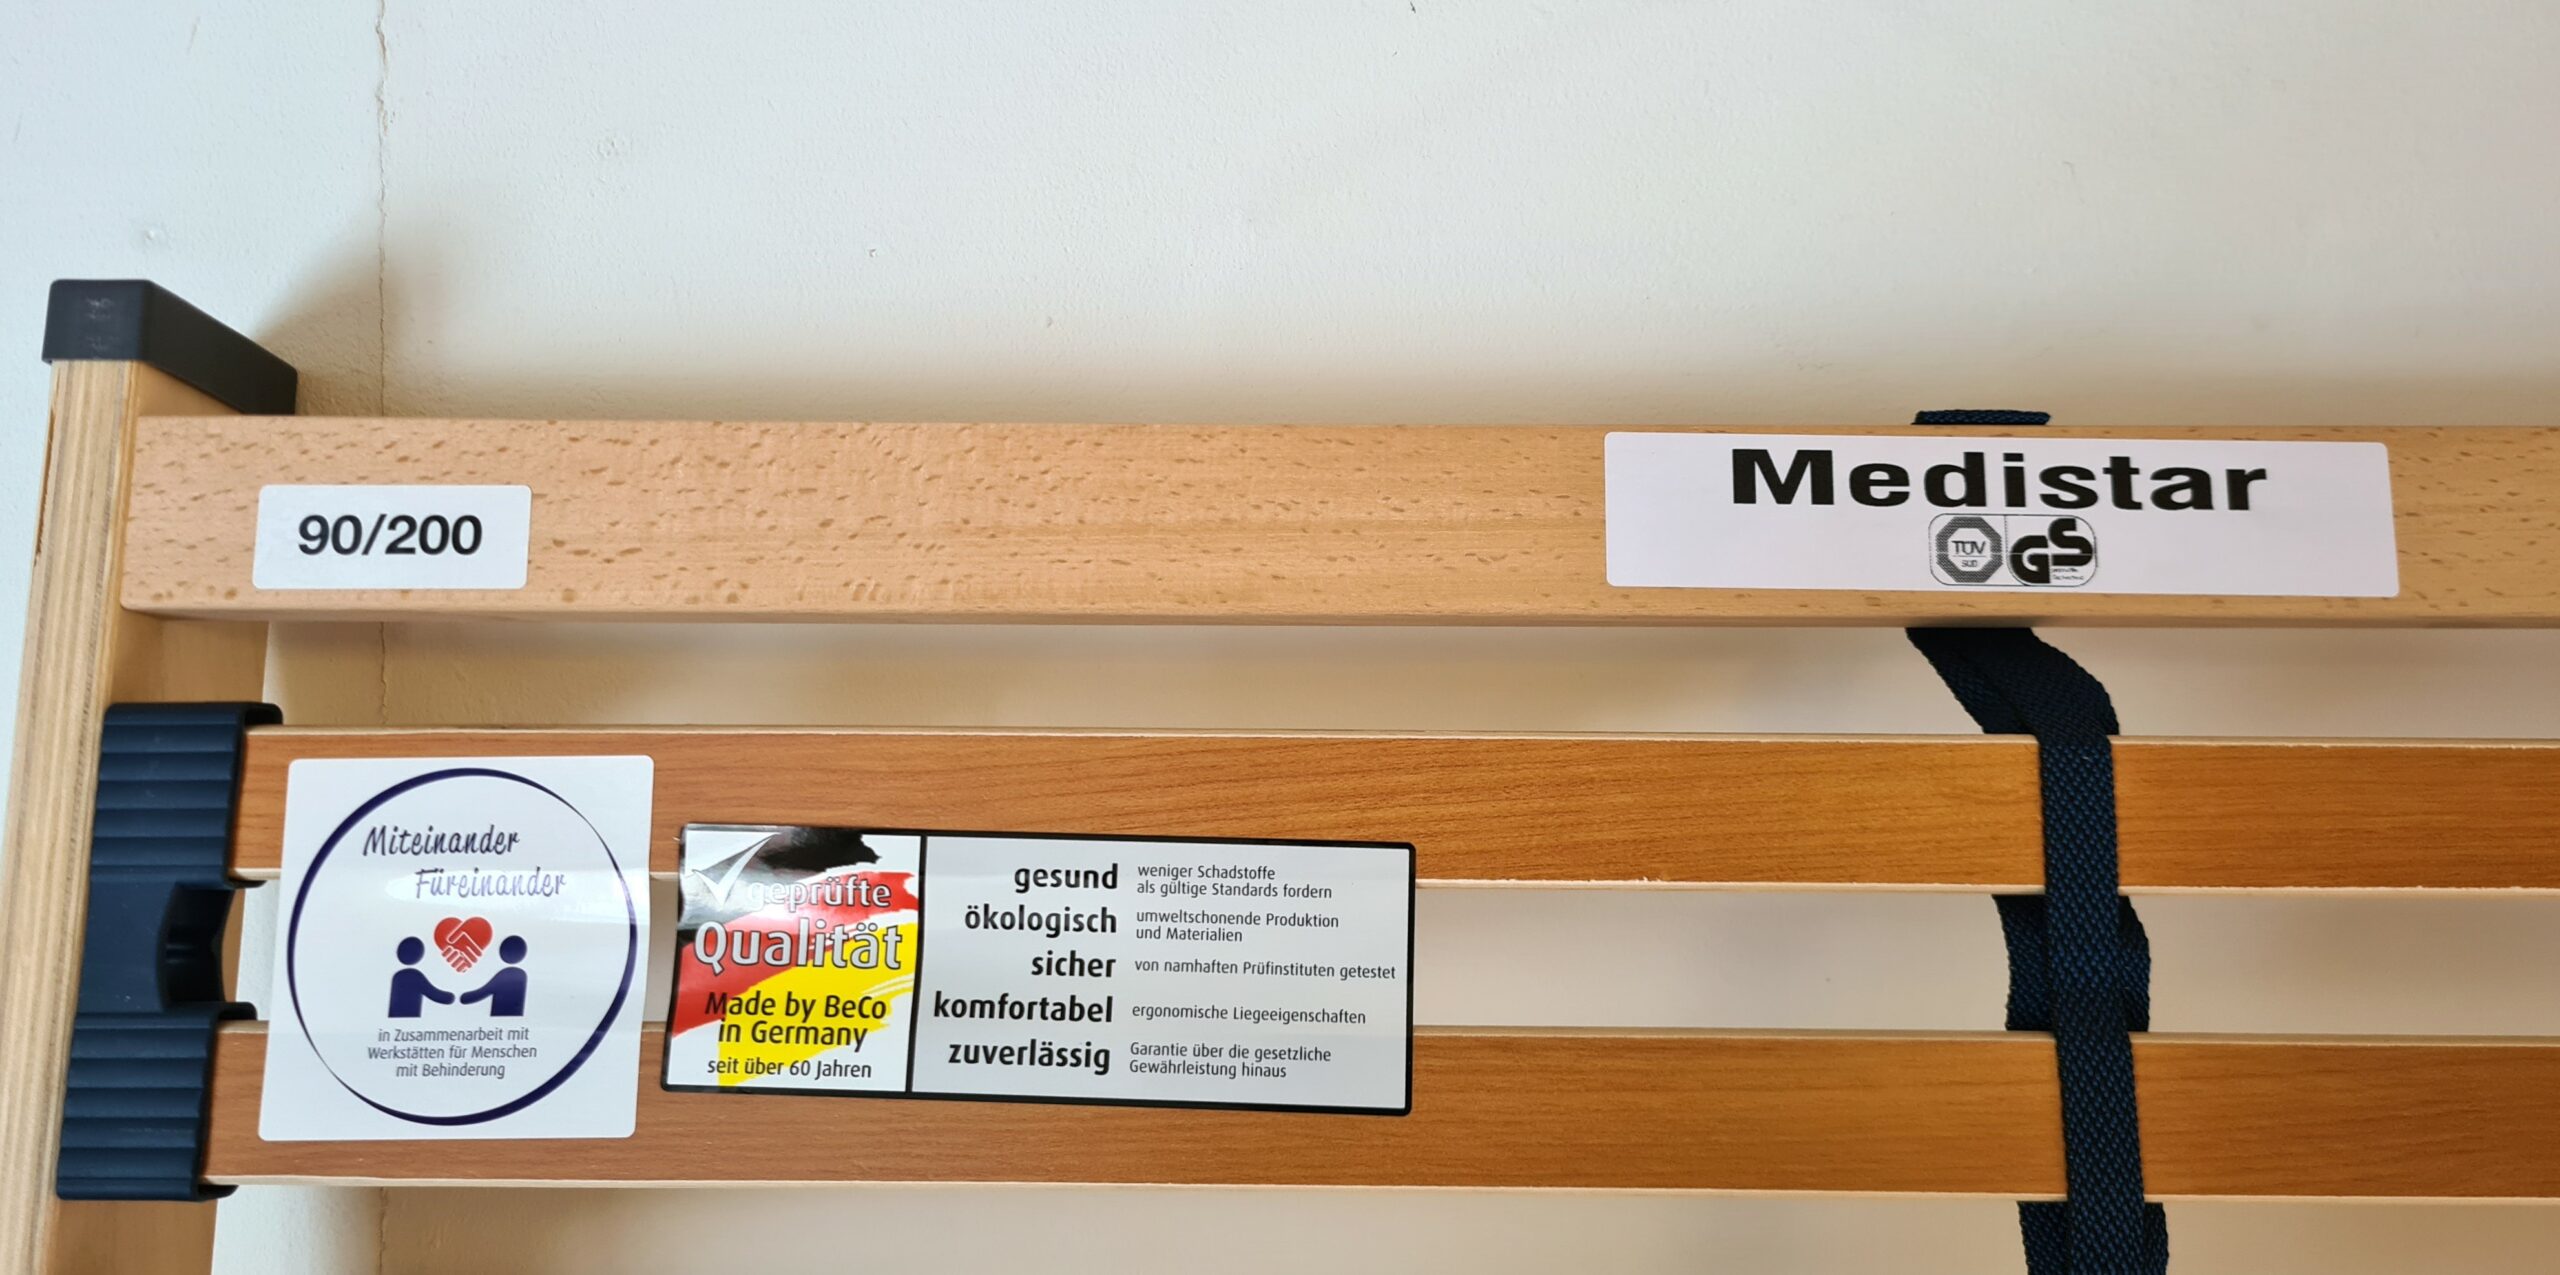 90/200
Medistar
TÜV
SÜD
GS
Miteinander
Füreinander
in Zusammenarbeit mit
Werkstätten für Menschen
mit Behinderung
geprüfte
Qualität
Made by BeCo
in Germany
seit über 60 Jahren
gesund weniger Schadstoffe
als gültige Standards fordern
ökologisch umweltschonende Produktion
und Materialien
sicher von namhaften Prüfinstituten getestet
komfortabel ergonomische Liegeeigenschaften
zuverlässig Garantie über die gesetzliche
Gewährleistung hinaus